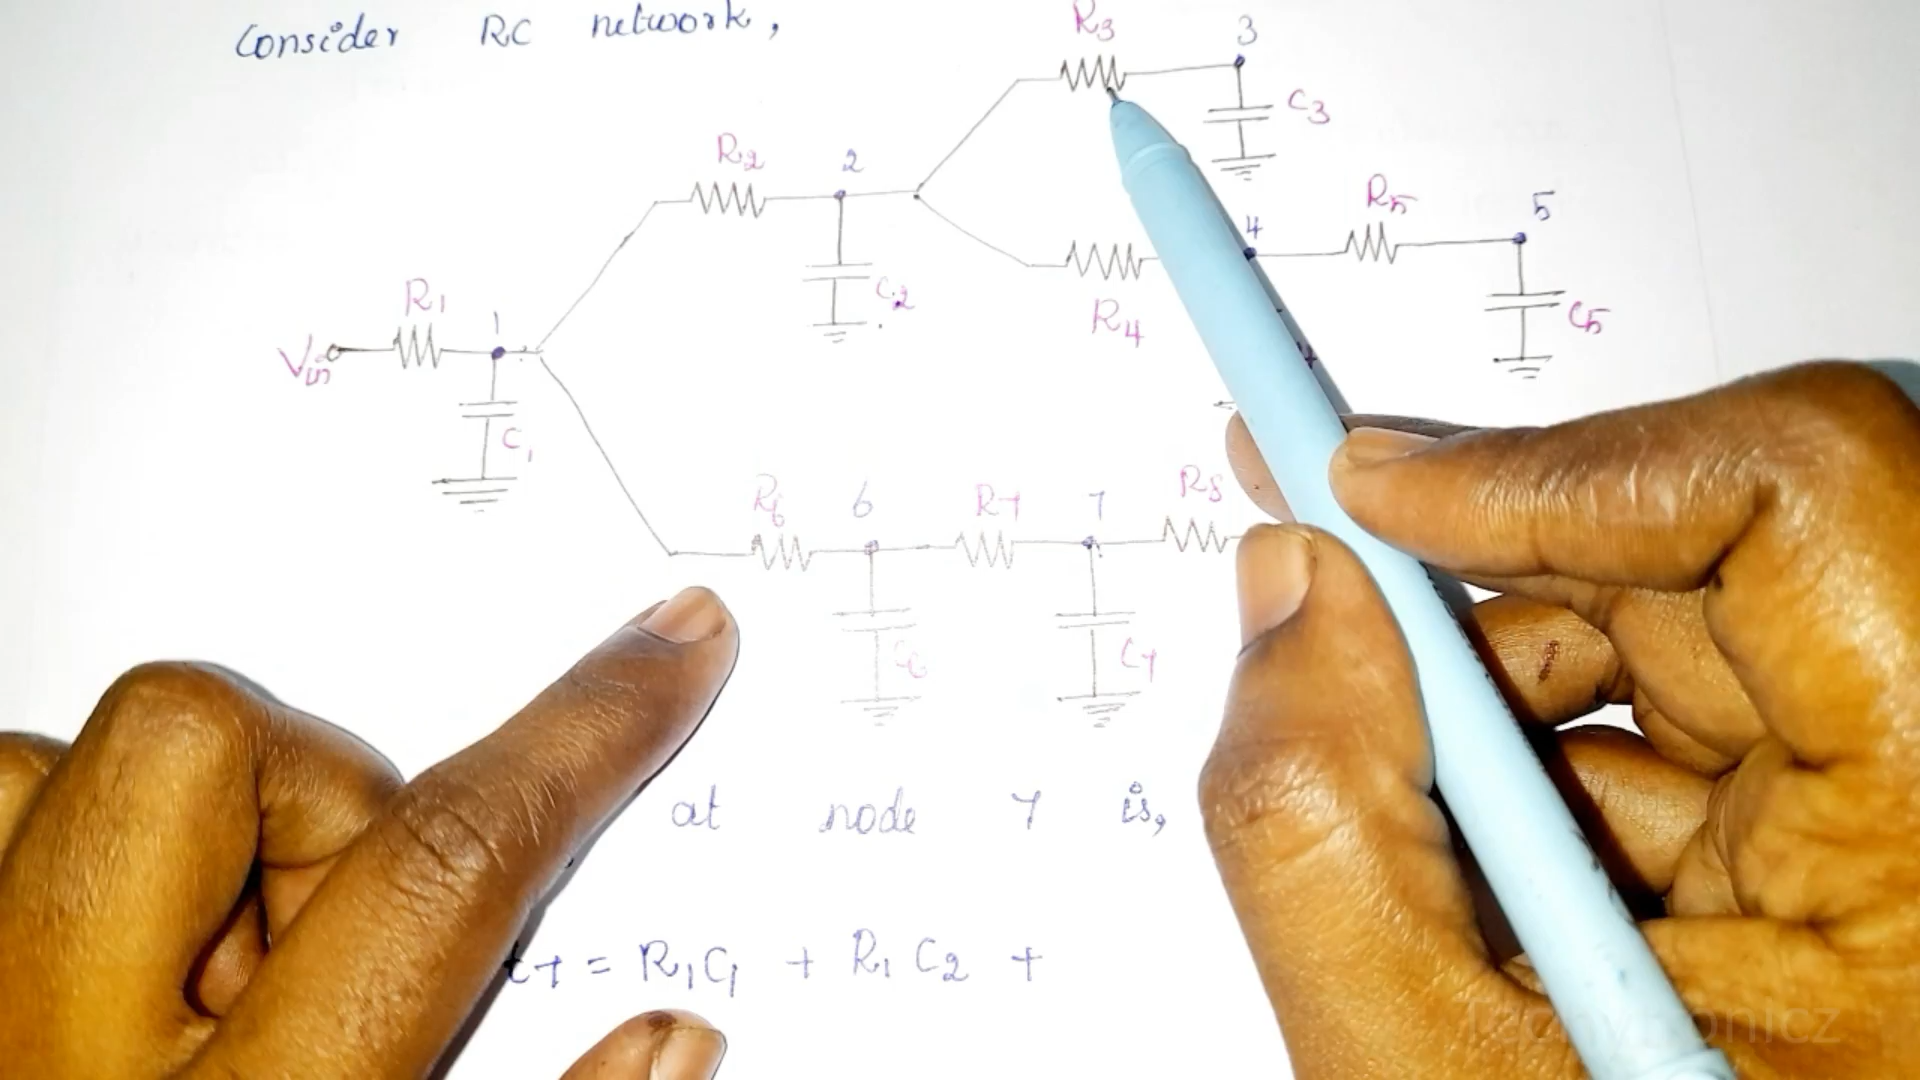 Consider RC network,
R3 3
C3
R2 2
R5 5
4
C2
R4
C5
R1 1
Vin
C1
R6 6 R7 7 R8
C6 C7
at node 7 is,
= R1C1 + R1C2 +